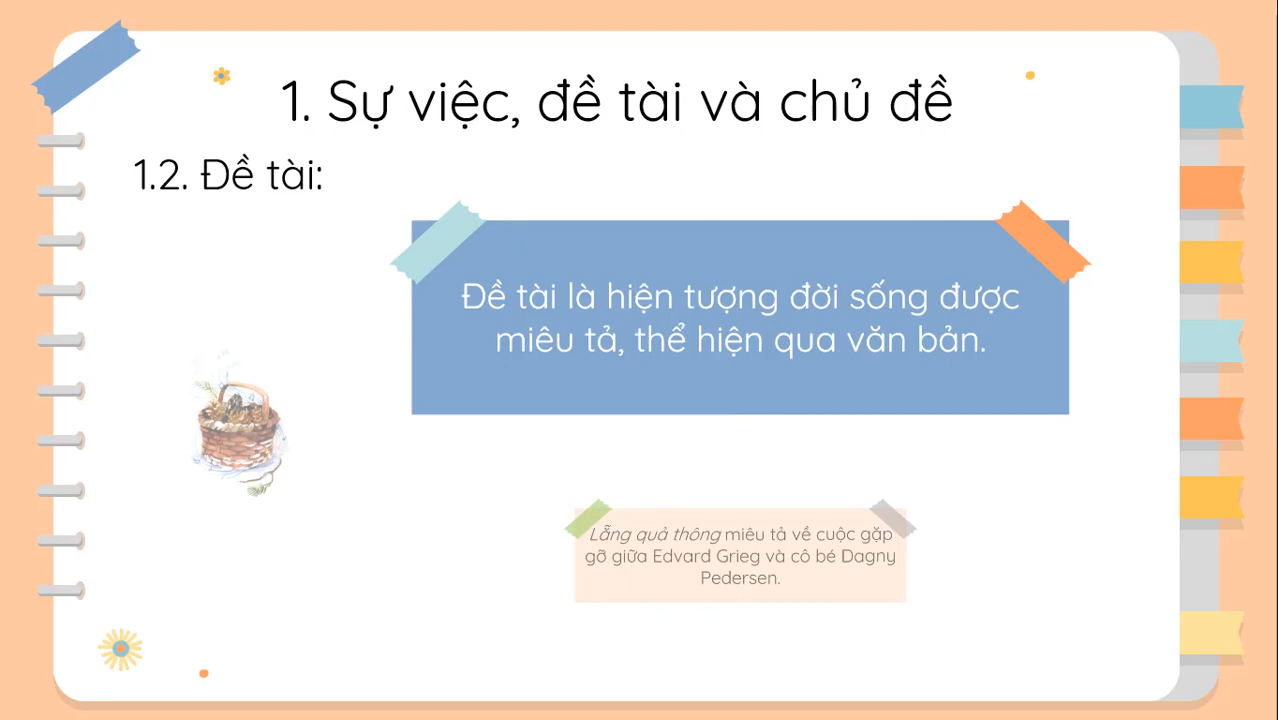 1. Sự việc, đề tài và chủ đề
1.2. Đề tài:
Đề tài là hiện tượng đời sống được
miêu tả, thể hiện qua văn bản.
Lẵng quả thông miêu tả về cuộc gặp
gỡ giữa Edvard Grieg và cô bé Dagny
Pedersen.